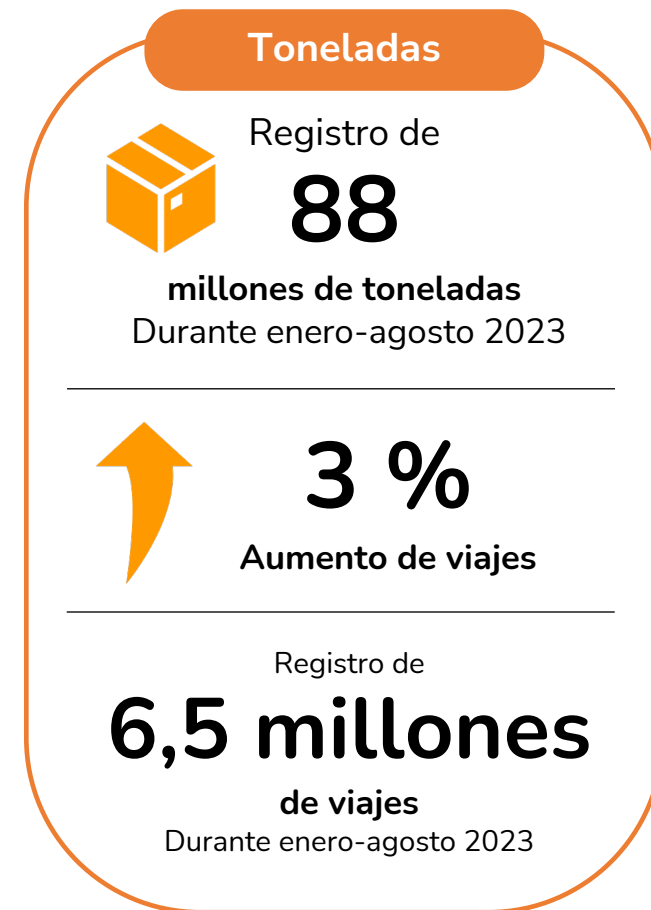 Toneladas
Registro de
88
millones de toneladas
Durante enero-agosto 2023
3 %
Aumento de viajes
Registro de
6,5 millones
de viajes
Durante enero-agosto 2023